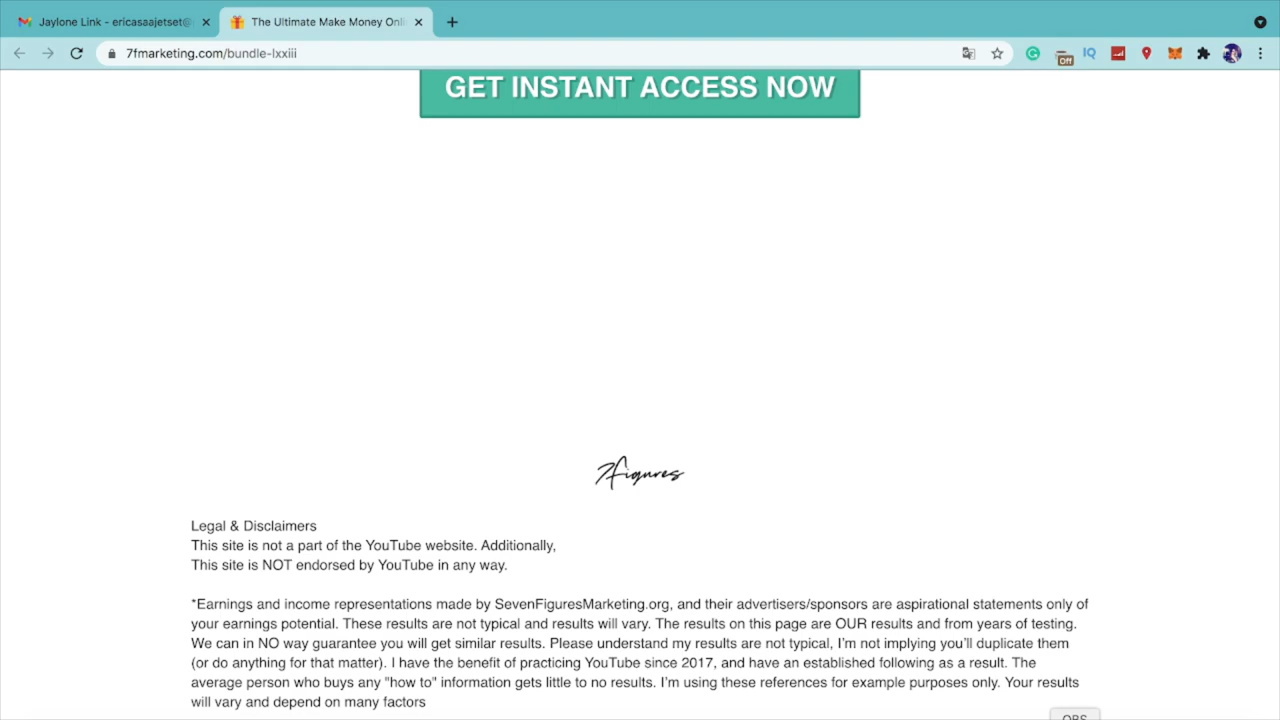 Jaylone Link - ericasaajetset@
The Ultimate Make Money Onli
7fmarketing.com/bundle-lxxiii
Off
IQ
GET INSTANT ACCESS NOW
7figures
Legal & Disclaimers
This site is not a part of the YouTube website. Additionally,
This site is NOT endorsed by YouTube in any way.
*Earnings and income representations made by SevenFiguresMarketing.org, and their advertisers/sponsors are aspirational statements only of
your earnings potential. These results are not typical and results will vary. The results on this page are OUR results and from years of testing.
We can in NO way guarantee you will get similar results. Please understand my results are not typical, I’m not implying you’ll duplicate them
(or do anything for that matter). I have the benefit of practicing YouTube since 2017, and have an established following as a result. The
average person who buys any "how to" information gets little to no results. I’m using these references for example purposes only. Your results
will vary and depend on many factors
OBS